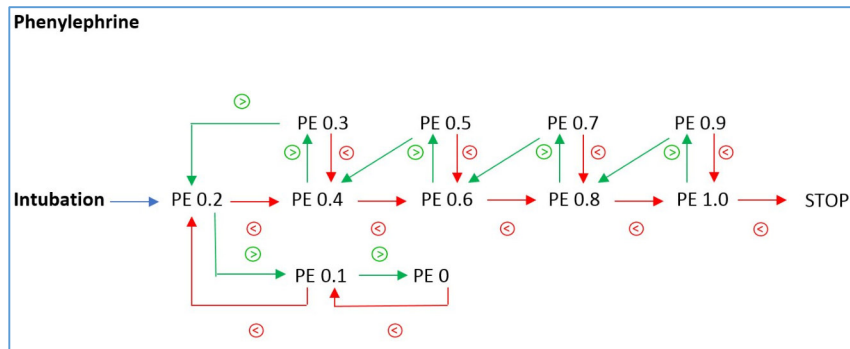 Phenylephrine
>
PE 0.3 PE 0.5 PE 0.7 PE 0.9
> < > < > < > <
Intubation PE 0.2 PE 0.4 PE 0.6 PE 0.8 PE 1.0 STOP
< < < < <
> >
PE 0.1 PE 0
< <